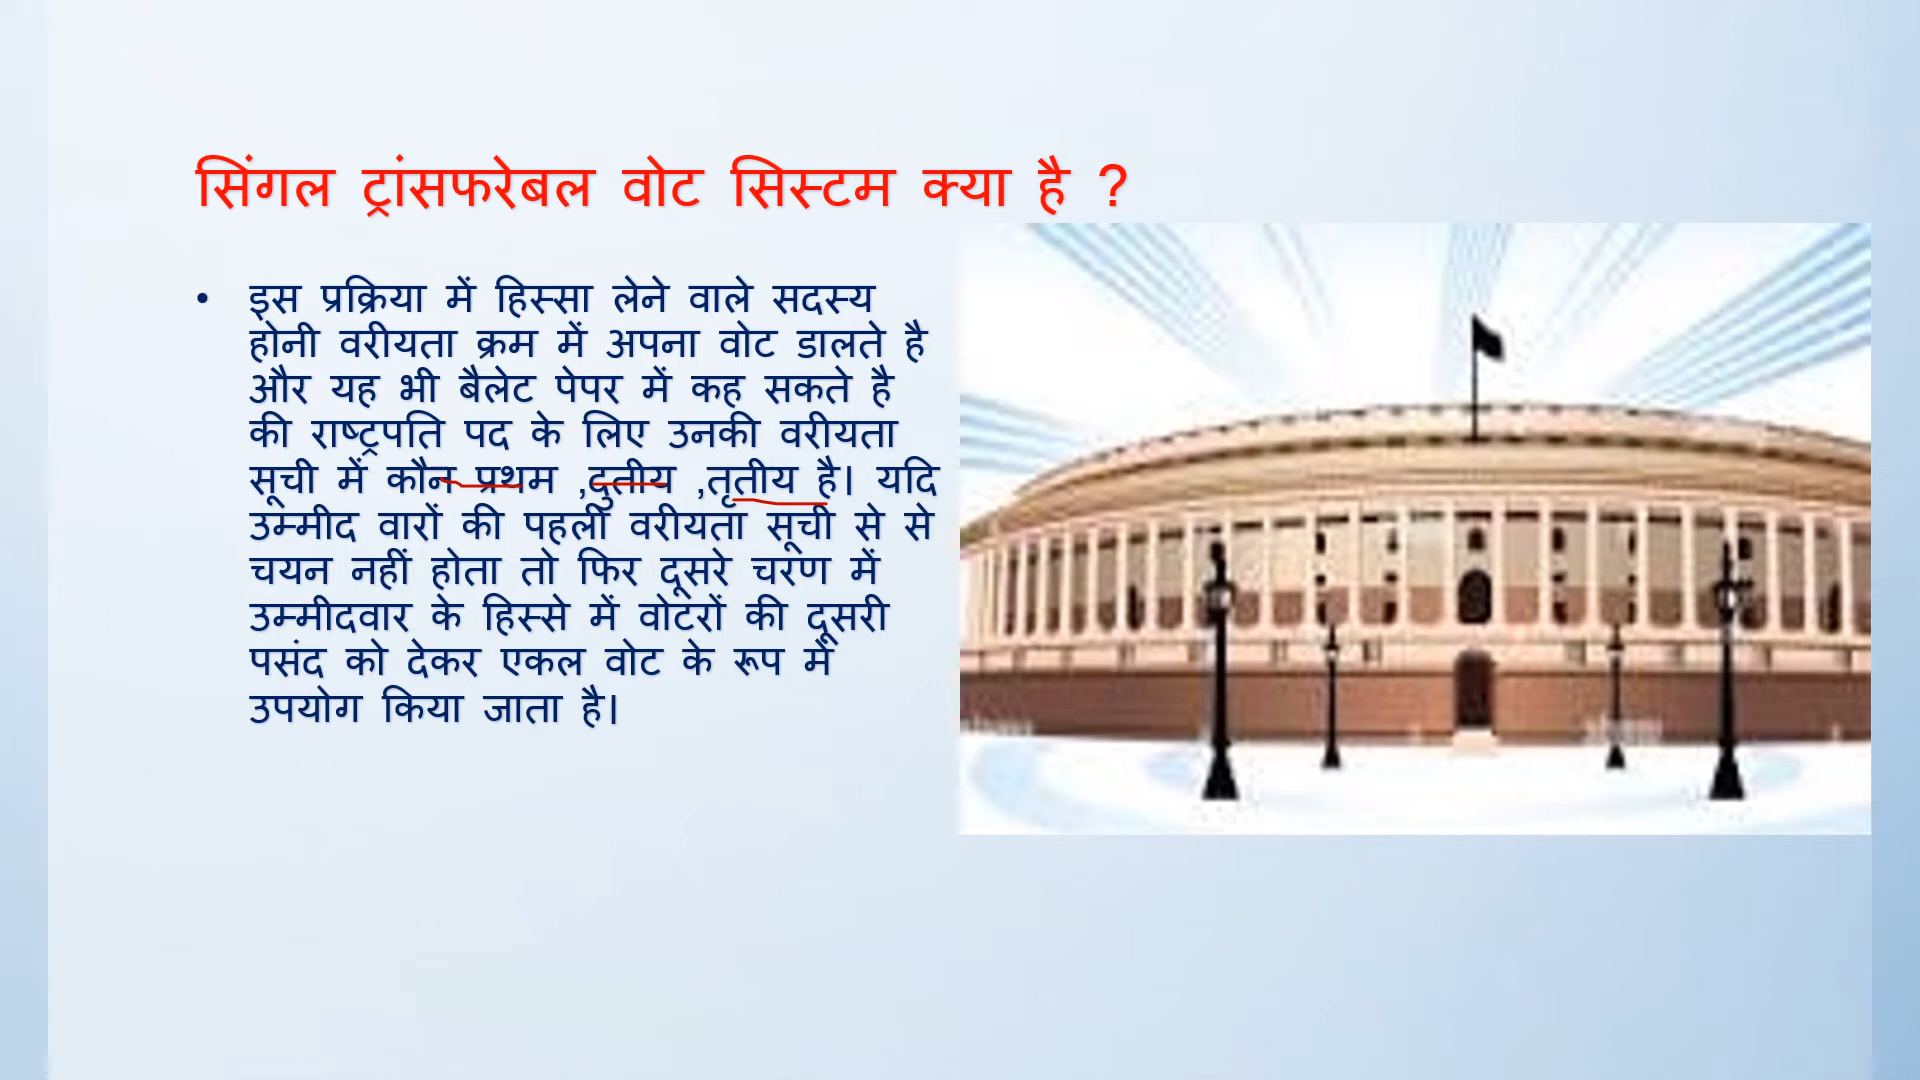 सिंगल ट्रांसफरेबल वोट सिस्टम क्या है ?
• इस प्रक्रिया में हिस्सा लेने वाले सदस्य
होनी वरीयता क्रम में अपना वोट डालते है
और यह भी बैलेट पेपर में कह सकते है
की राष्ट्रपति पद के लिए उनकी वरीयता
सूची में कौन प्रथम ,दुतीय ,तृतीय है। यदि
उम्मीद वारों की पहली वरीयता सूची से से
चयन नहीं होता तो फिर दूसरे चरण में
उम्मीदवार के हिस्से में वोटरों की दूसरी
पसंद को देकर एकल वोट के रूप में
उपयोग किया जाता है।